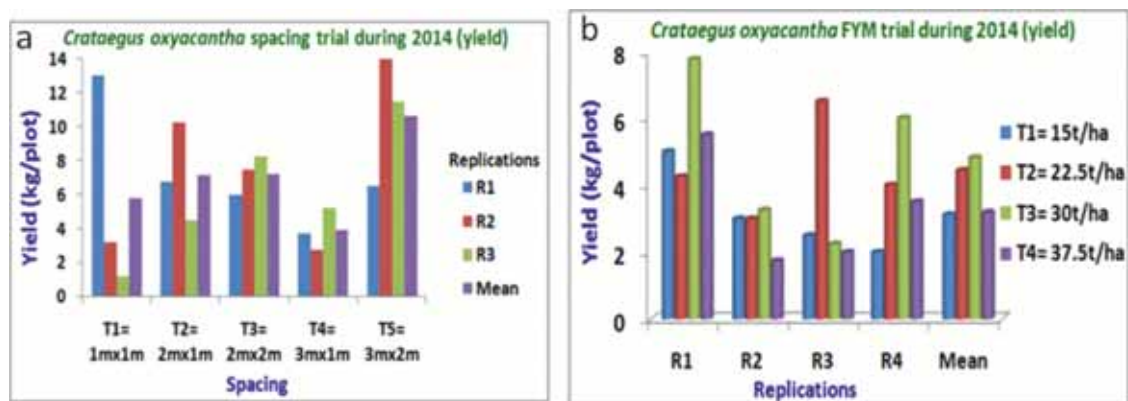 a
Crataegus oxyacantha spacing trial during 2014 (yield)
Yield (kg/plot)
14
12
10
8
6
4
2
0
T1= 1mx1m
T2= 2mx1m
T3= 2mx2m
T4= 3mx1m
T5= 3mx2m
Spacing
Replications
R1
R2
R3
Mean
b
Crataegus oxyacantha FYM trial during 2014 (yield)
Yield (kg/plot)
8
6
4
2
0
R1
R2
R3
R4
Mean
Replications
T1= 15t/ha
T2= 22.5t/ha
T3= 30t/ha
T4= 37.5t/ha